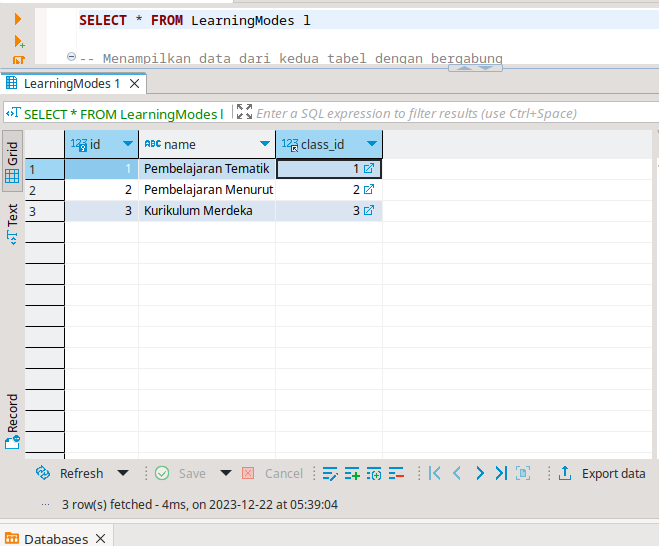 SELECT * FROM LearningModes l
-- Menampilkan data dari kedua tabel dengan bergabung
LearningModes 1
SELECT * FROM LearningModes l
Enter a SQL expression to filter results (use Ctrl+Space)
Grid
Text
Record
123 id ABC name 123 class_id
1 1 Pembelajaran Tematik 1
2 2 Pembelajaran Menurut 2
3 3 Kurikulum Merdeka 3
Refresh Save Cancel Export data
3 row(s) fetched - 4ms, on 2023-12-22 at 05:39:04
Databases